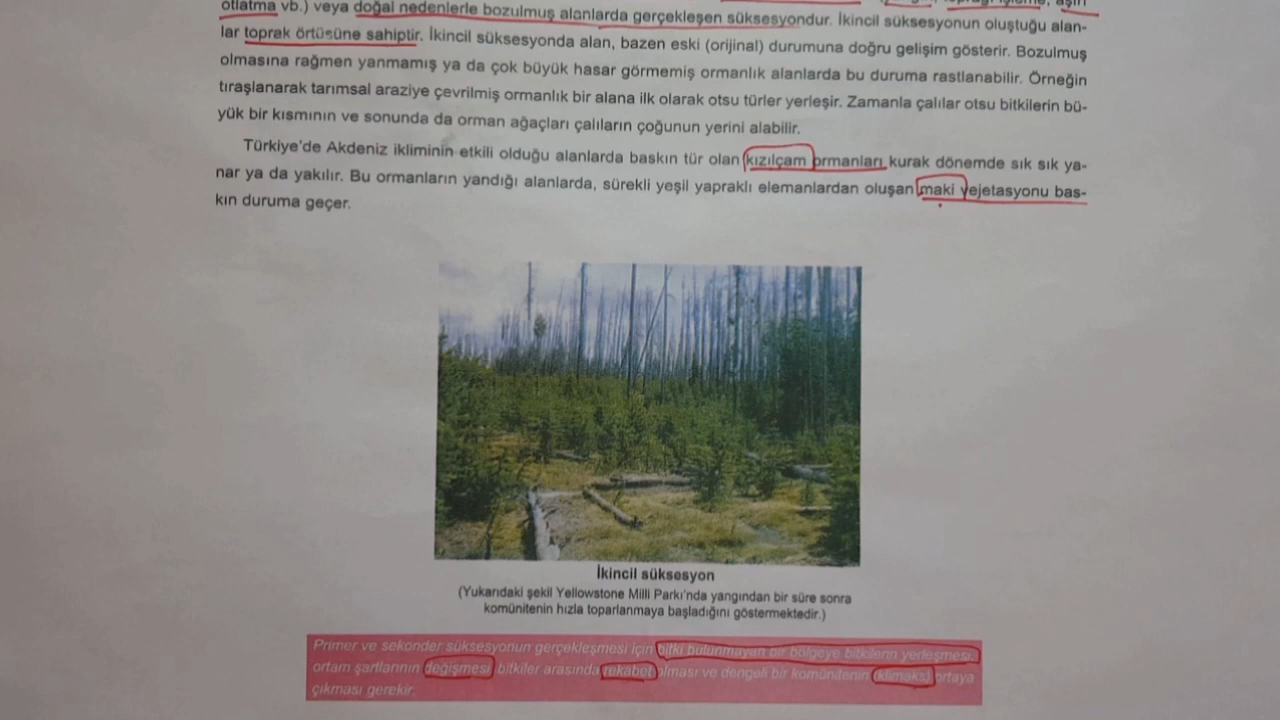 otlatma vb.) veya doğal nedenlerle bozulmuş alanlarda gerçekleşen süksesyondur. İkincil süksesyonun oluştuğu alan-
lar toprak örtüsüne sahiptir. İkincil süksesyonda alan, bazen eski (orijinal) durumuna doğru gelişim gösterir. Bozulmuş
olmasına rağmen yanmamış ya da çok büyük hasar görmemiş ormanlık alanlarda bu duruma rastlanabilir. Örneğin
tıraşlanarak tarımsal araziye çevrilmiş ormanlık bir alana ilk olarak otsu türler yerleşir. Zamanla çalılar otsu bitkilerin bü-
yük bir kısmının ve sonunda da orman ağaçları çalıların çoğunun yerini alabilir.
Türkiye'de Akdeniz ikliminin etkili olduğu alanlarda baskın tür olan kızılçam ormanları kurak dönemde sık sık ya-
nar ya da yakılır. Bu ormanların yandığı alanlarda, sürekli yeşil yapraklı elemanlardan oluşan maki vejetasyonu bas-
kın duruma geçer.
İkincil süksesyon
(Yukarıdaki şekil Yellowstone Milli Parkı'nda yangından bir süre sonra
komünitenin hızla toparlanmaya başladığını göstermektedir.)
Primer ve sekonder süksesyonun gerçekleşmesi için bitki bulunmayan bir bölgeye bitkilerin yerleşmesi,
ortam şartlarının değişmesi bitkiler arasında rekabet olması ve dengeli bir komünitenin (klimaks) ortaya
çıkması gerekir.